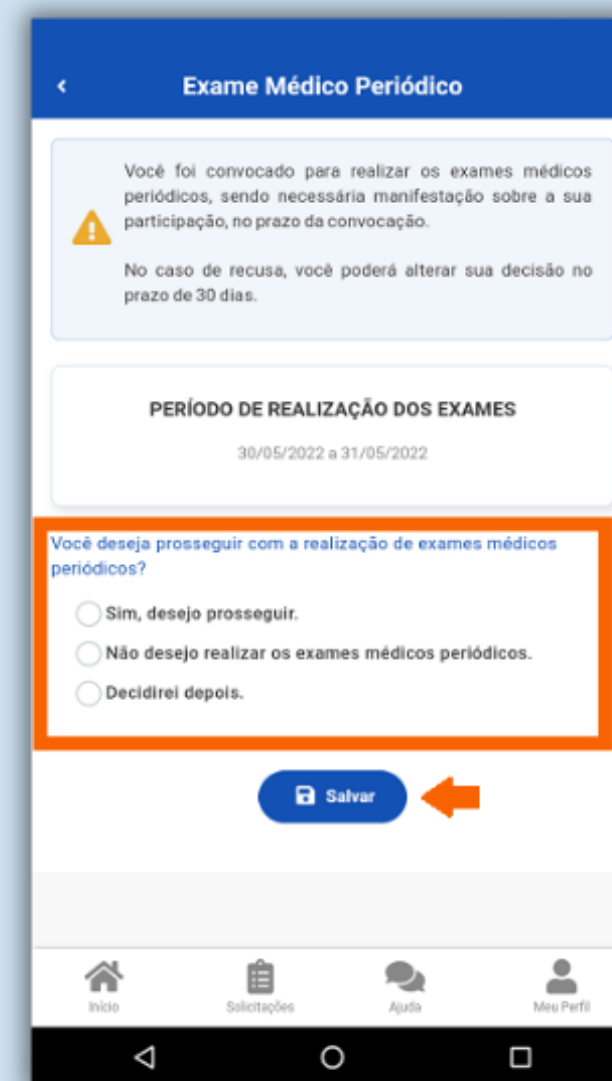 Exame Médico Periódico
Você foi convocado para realizar os exames médicos
periódicos, sendo necessária manifestação sobre a sua
participação, no prazo da convocação.
No caso de recusa, você poderá alterar sua decisão no
prazo de 30 dias.
PERÍODO DE REALIZAÇÃO DOS EXAMES
30/05/2022 a 31/05/2022
Você deseja prosseguir com a realização de exames médicos
periódicos?
Sim, desejo prosseguir.
Não desejo realizar os exames médicos periódicos.
Decidirei depois.
Salvar
Início
Solicitações
Ajuda
Meu Perfil